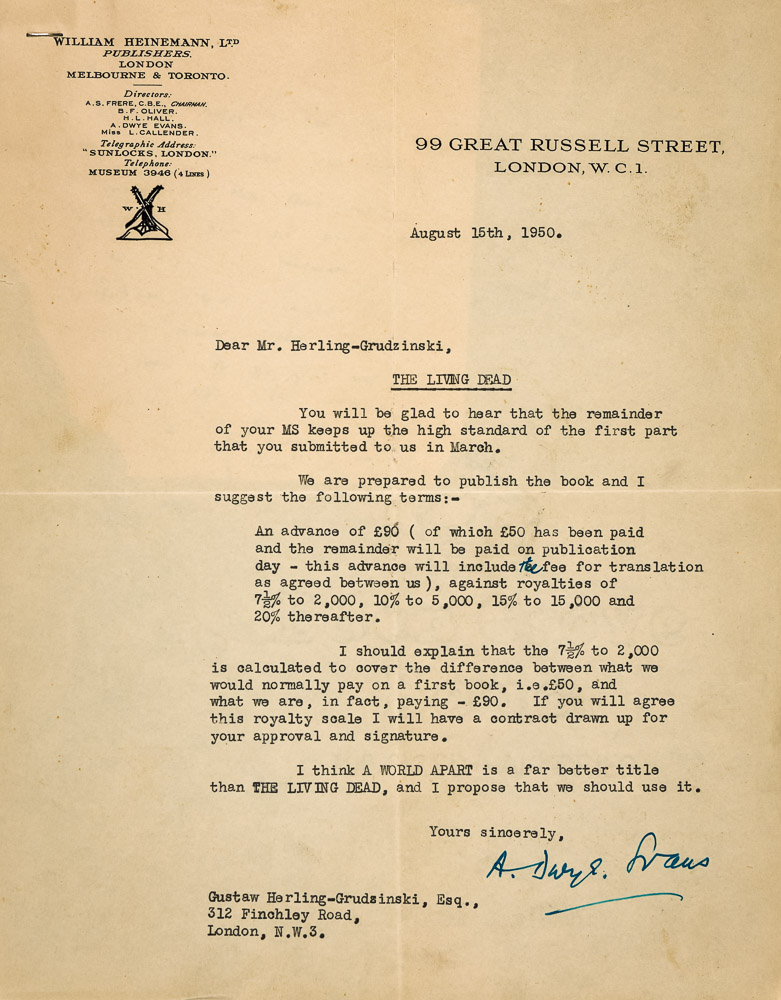 WILLIAM HEINEMANN, LTD
PUBLISHERS.
LONDON
MELBOURNE & TORONTO.
Directors:
A.S. FRERE, C.B.E., CHAIRMAN.
B.F. OLIVER.
H.L. HALL.
A. DWYE EVANS.
Miss L. CALLENDER.
Telegraphic Address:
"SUNLOCKS, LONDON."
Telephone:
MUSEUM 3946 (4 LINES)
W H
99 GREAT RUSSELL STREET,
LONDON, W.C.1.
August 15th, 1950.
Dear Mr. Herling-Grudzinski,
THE LIVING DEAD
You will be glad to hear that the remainder
of your MS keeps up the high standard of the first part
that you submitted to us in March.
We are prepared to publish the book and I
suggest the following terms:-
An advance of £90 ( of which £50 has been paid
and the remainder will be paid on publication
day - this advance will include the fee for translation
as agreed between us ), against royalties of
7½% to 2,000, 10% to 5,000, 15% to 15,000 and
20% thereafter.
I should explain that the 7½% to 2,000
is calculated to cover the difference between what we
would normally pay on a first book, i.e.£50, and
what we are, in fact, paying - £90. If you will agree
this royalty scale I will have a contract drawn up for
your approval and signature.
I think A WORLD APART is a far better title
than THE LIVING DEAD, and I propose that we should use it.
Yours sincerely,
A. Dwye. Evans
Gustaw Herling-Grudzinski, Esq.,
312 Finchley Road,
London, N.W.3.